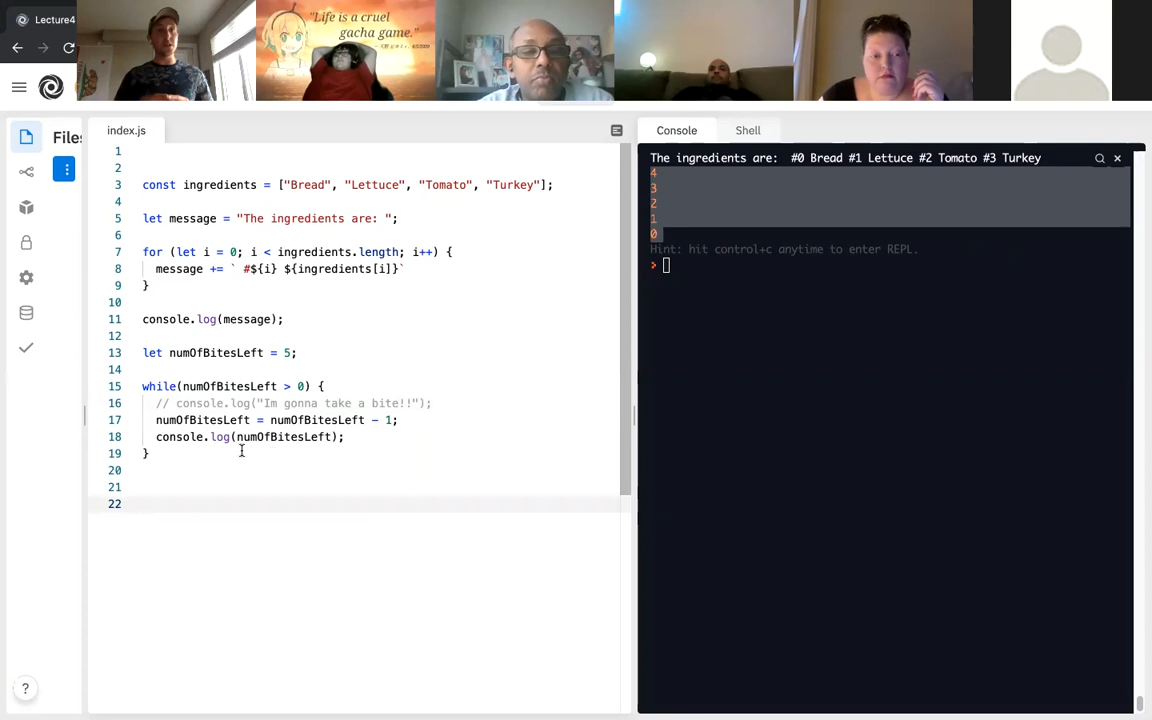 Lecture4
"Life is a cruel
gacha game."
Files
index.js
1
2
3 const ingredients = ["Bread", "Lettuce", "Tomato", "Turkey"];
4
5 let message = "The ingredients are: ";
6
7 for (let i = 0; i < ingredients.length; i++) {
8 message += ` #${i} ${ingredients[i]}`
9 }
10
11 console.log(message);
12
13 let numOfBitesLeft = 5;
14
15 while(numOfBitesLeft > 0) {
16 // console.log("Im gonna take a bite!!");
17 numOfBitesLeft = numOfBitesLeft - 1;
18 console.log(numOfBitesLeft);
19 }
20
21
22
?
Console Shell
The ingredients are:  #0 Bread #1 Lettuce #2 Tomato #3 Turkey
4
3
2
1
0
Hint: hit control+c anytime to enter REPL.
>